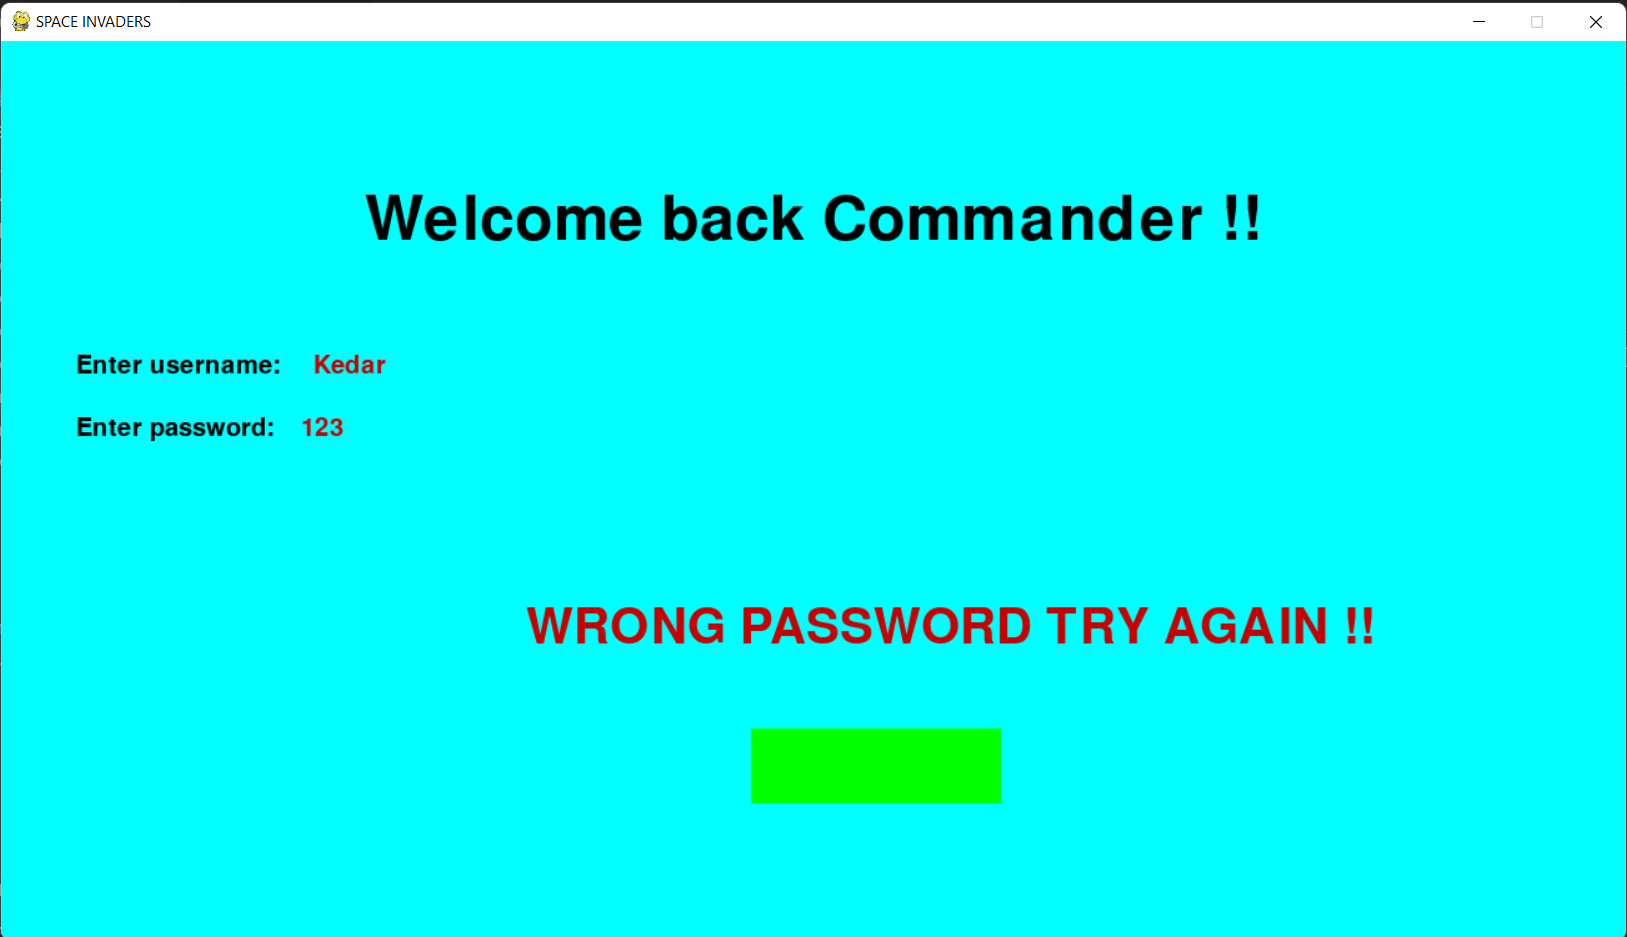 SPACE INVADERS
Welcome back Commander !!
Enter username: Kedar
Enter password: 123
WRONG PASSWORD TRY AGAIN !!